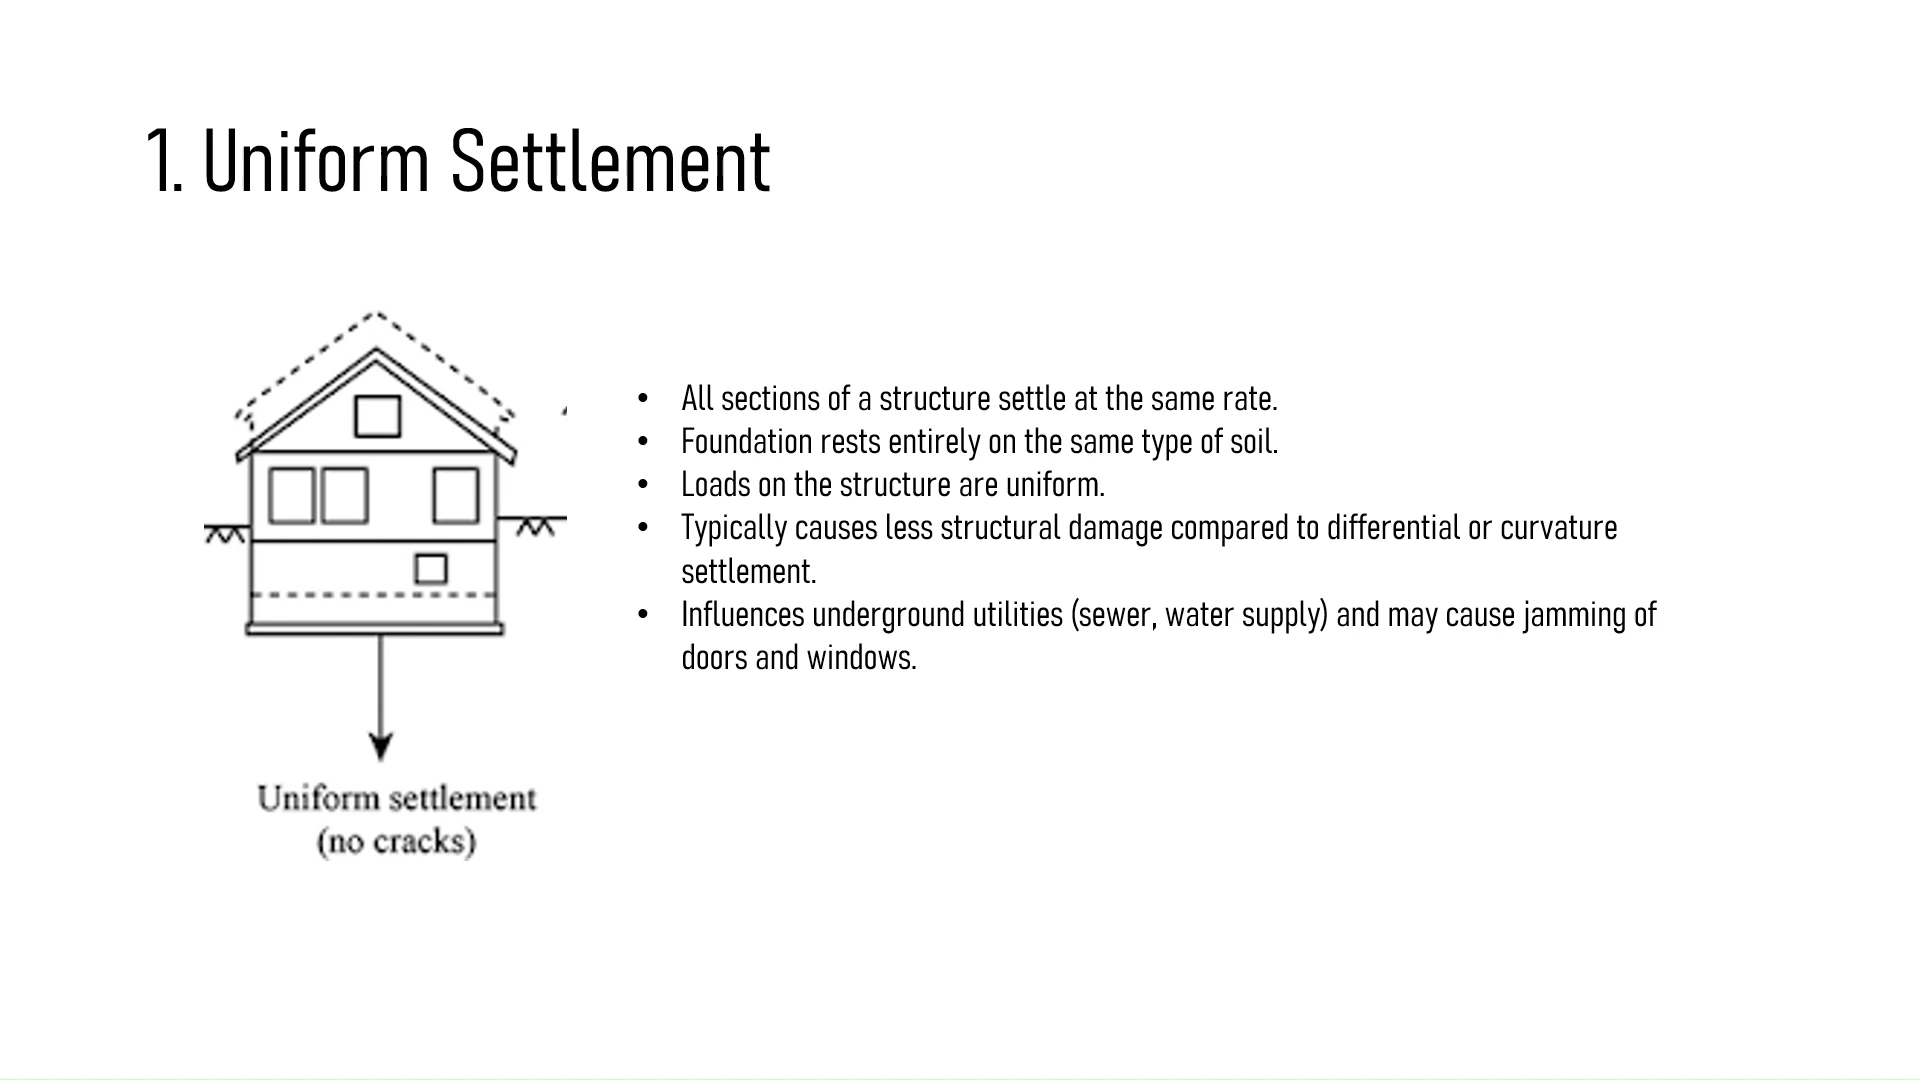 1. Uniform Settlement
• All sections of a structure settle at the same rate.
• Foundation rests entirely on the same type of soil.
• Loads on the structure are uniform.
• Typically causes less structural damage compared to differential or curvature
settlement.
• Influences underground utilities (sewer, water supply) and may cause jamming of
doors and windows.
Uniform settlement
(no cracks)